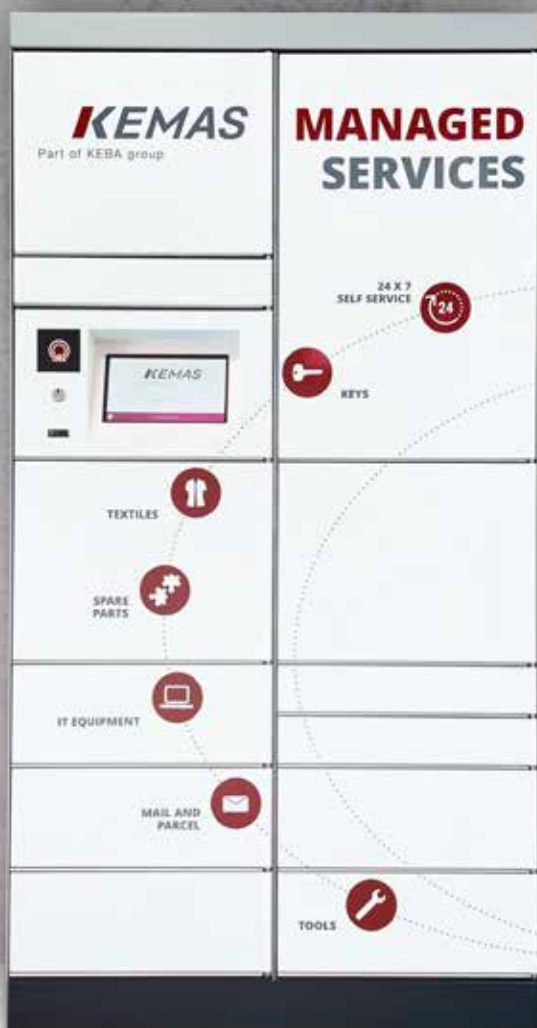 KEMAS
Part of KEBA group
MANAGED
SERVICES
24 X 7
SELF SERVICE
24
KEMAS
KEYS
TEXTILES
SPARE
PARTS
IT EQUIPMENT
MAIL AND
PARCEL
TOOLS